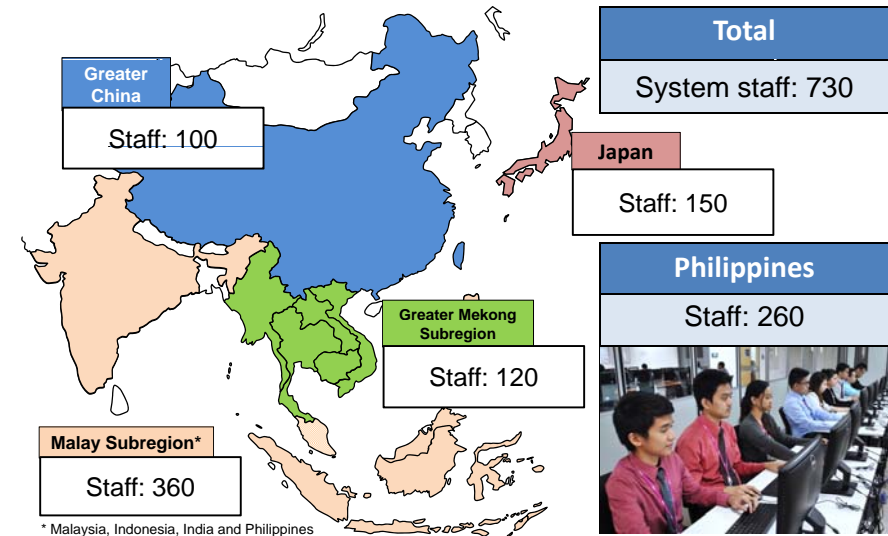 Total
System staff: 730
Greater
China
Staff: 100
Japan
Staff: 150
Philippines
Staff: 260
Greater Mekong
Subregion
Staff: 120
Malay Subregion*
Staff: 360
* Malaysia, Indonesia, India and Philippines